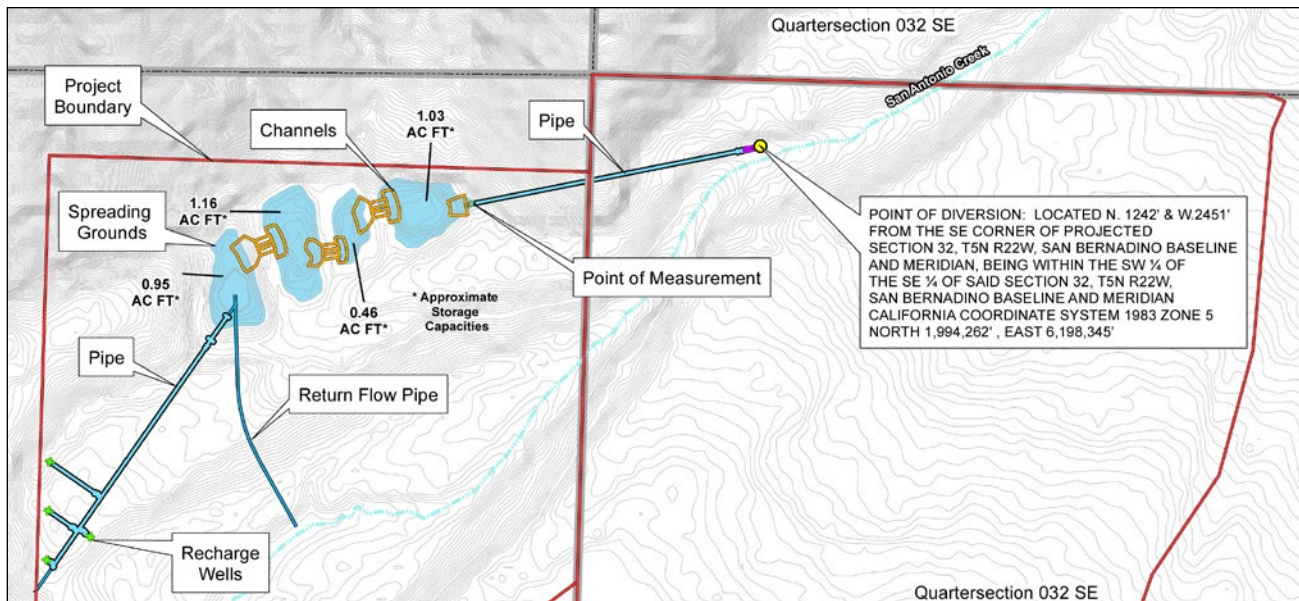 Quartersection 032 SE
San Antonio Creek
Project
Boundary
Channels
1.03
AC FT*
Pipe
1.16
AC FT*
Spreading
Grounds
0.95
AC FT*
0.46
AC FT*
* Approximate
Storage
Capacities
Point of Measurement
POINT OF DIVERSION: LOCATED N. 1242' & W.2451'
FROM THE SE CORNER OF PROJECTED
SECTION 32, T5N R22W, SAN BERNADINO BASELINE
AND MERIDIAN, BEING WITHIN THE SW ¼ OF
THE SE ¼ OF SAID SECTION 32, T5N R22W,
SAN BERNADINO BASELINE AND MERIDIAN
CALIFORNIA COORDINATE SYSTEM 1983 ZONE 5
NORTH 1,994,262' , EAST 6,198,345'
Pipe
Return Flow Pipe
Recharge
Wells
Quartersection 032 SE